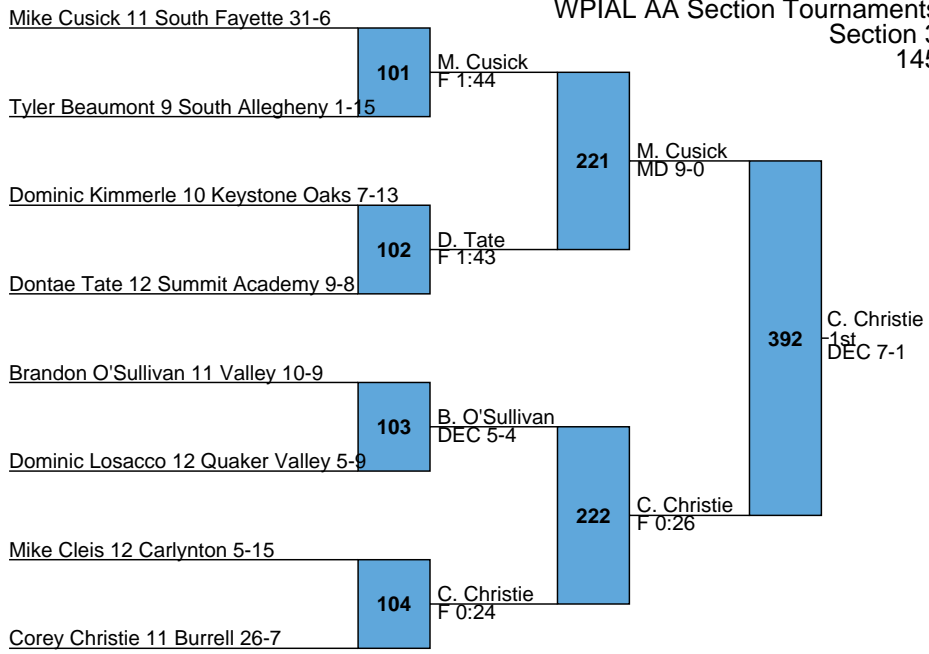 WPIAL AA Section Tournaments
Section 3
145
Mike Cusick 11 South Fayette 31-6
101
M. Cusick
F 1:44
Tyler Beaumont 9 South Allegheny 1-15
221
M. Cusick
MD 9-0
Dominic Kimmerle 10 Keystone Oaks 7-13
102
D. Tate
F 1:43
Dontae Tate 12 Summit Academy 9-8
392
C. Christie
1st
DEC 7-1
Brandon O'Sullivan 11 Valley 10-9
103
B. O'Sullivan
DEC 5-4
Dominic Losacco 12 Quaker Valley 5-9
222
C. Christie
F 0:26
Mike Cleis 12 Carlynton 5-15
104
C. Christie
F 0:24
Corey Christie 11 Burrell 26-7